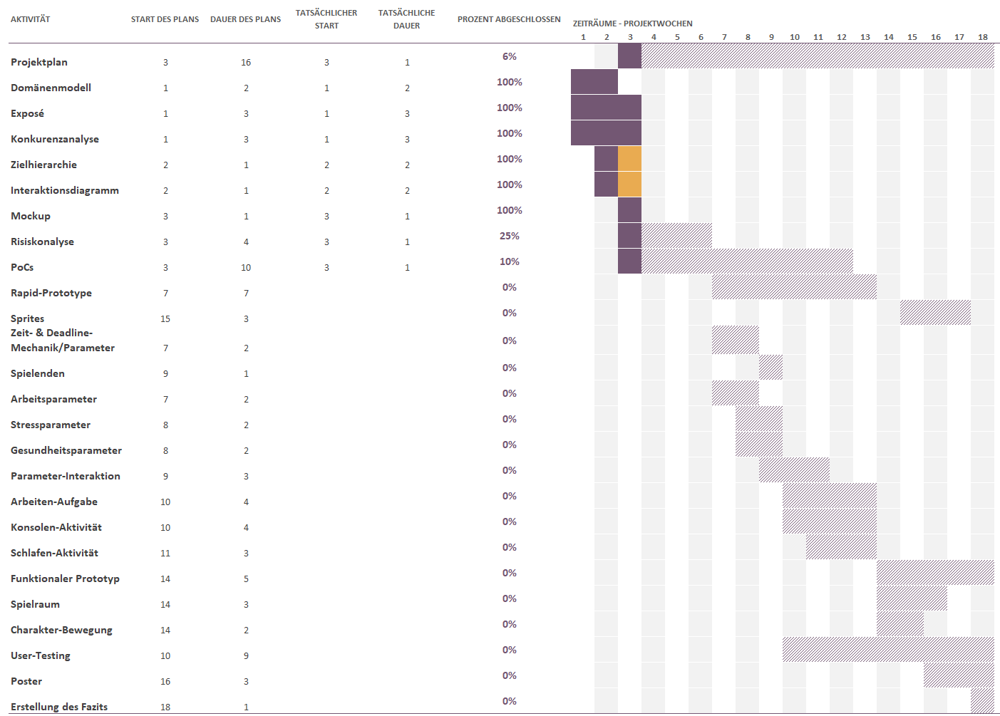 AKTIVITÄT START DES PLANS DAUER DES PLANS TATSÄCHLICHER START TATSÄCHLICHE DAUER PROZENT ABGESCHLOSSEN ZEITRÄUME - PROJEKTWOCHEN
1 2 3 4 5 6 7 8 9 10 11 12 13 14 15 16 17 18
Projektplan 3 16 3 1 6%
Domänenmodell 1 2 1 2 100%
Exposé 1 3 1 3 100%
Konkurenzanalyse 1 3 1 3 100%
Zielhierarchie 2 1 2 2 100%
Interaktionsdiagramm 2 1 2 2 100%
Mockup 3 1 3 1 100%
Risiskonalyse 3 4 3 1 25%
PoCs 3 10 3 1 10%
Rapid-Prototype 7 7 0%
Sprites 15 3 0%
Zeit- & Deadline-
Mechanik/Parameter 7 2 0%
Spielenden 9 1 0%
Arbeitsparameter 7 2 0%
Stressparameter 8 2 0%
Gesundheitsparameter 8 2 0%
Parameter-Interaktion 9 3 0%
Arbeiten-Aufgabe 10 4 0%
Konsolen-Aktivität 10 4 0%
Schlafen-Aktivität 11 3 0%
Funktionaler Prototyp 14 5 0%
Spielraum 14 3 0%
Charakter-Bewegung 14 2 0%
User-Testing 10 9 0%
Poster 16 3 0%
Erstellung des Fazits 18 1 0%